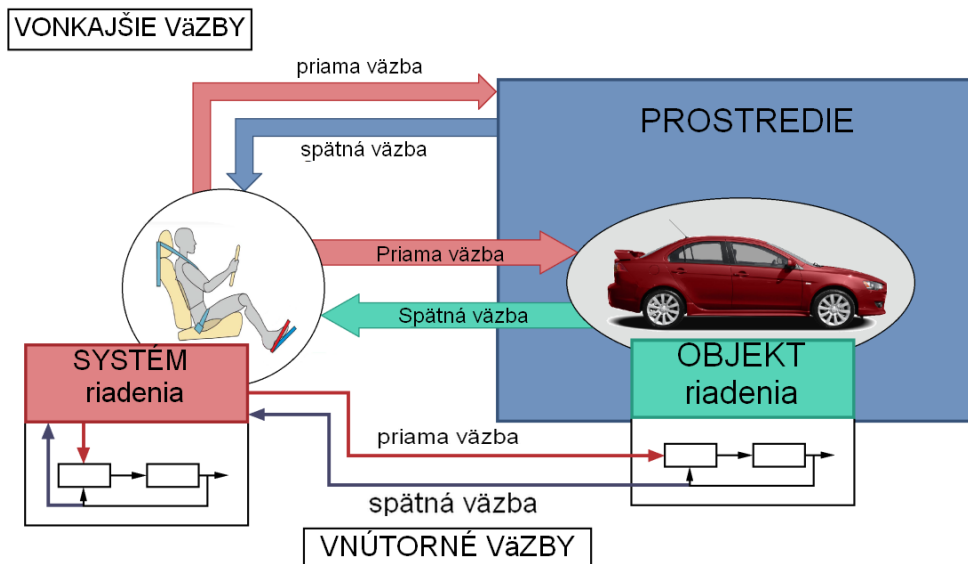 VONKAJŠIE VäZBY
priama väzba
PROSTREDIE
spätná väzba
Priama väzba
Spätná väzba
SYSTÉM
riadenia
OBJEKT
riadenia
priama väzba
spätná väzba
VNÚTORNÉ VäZBY